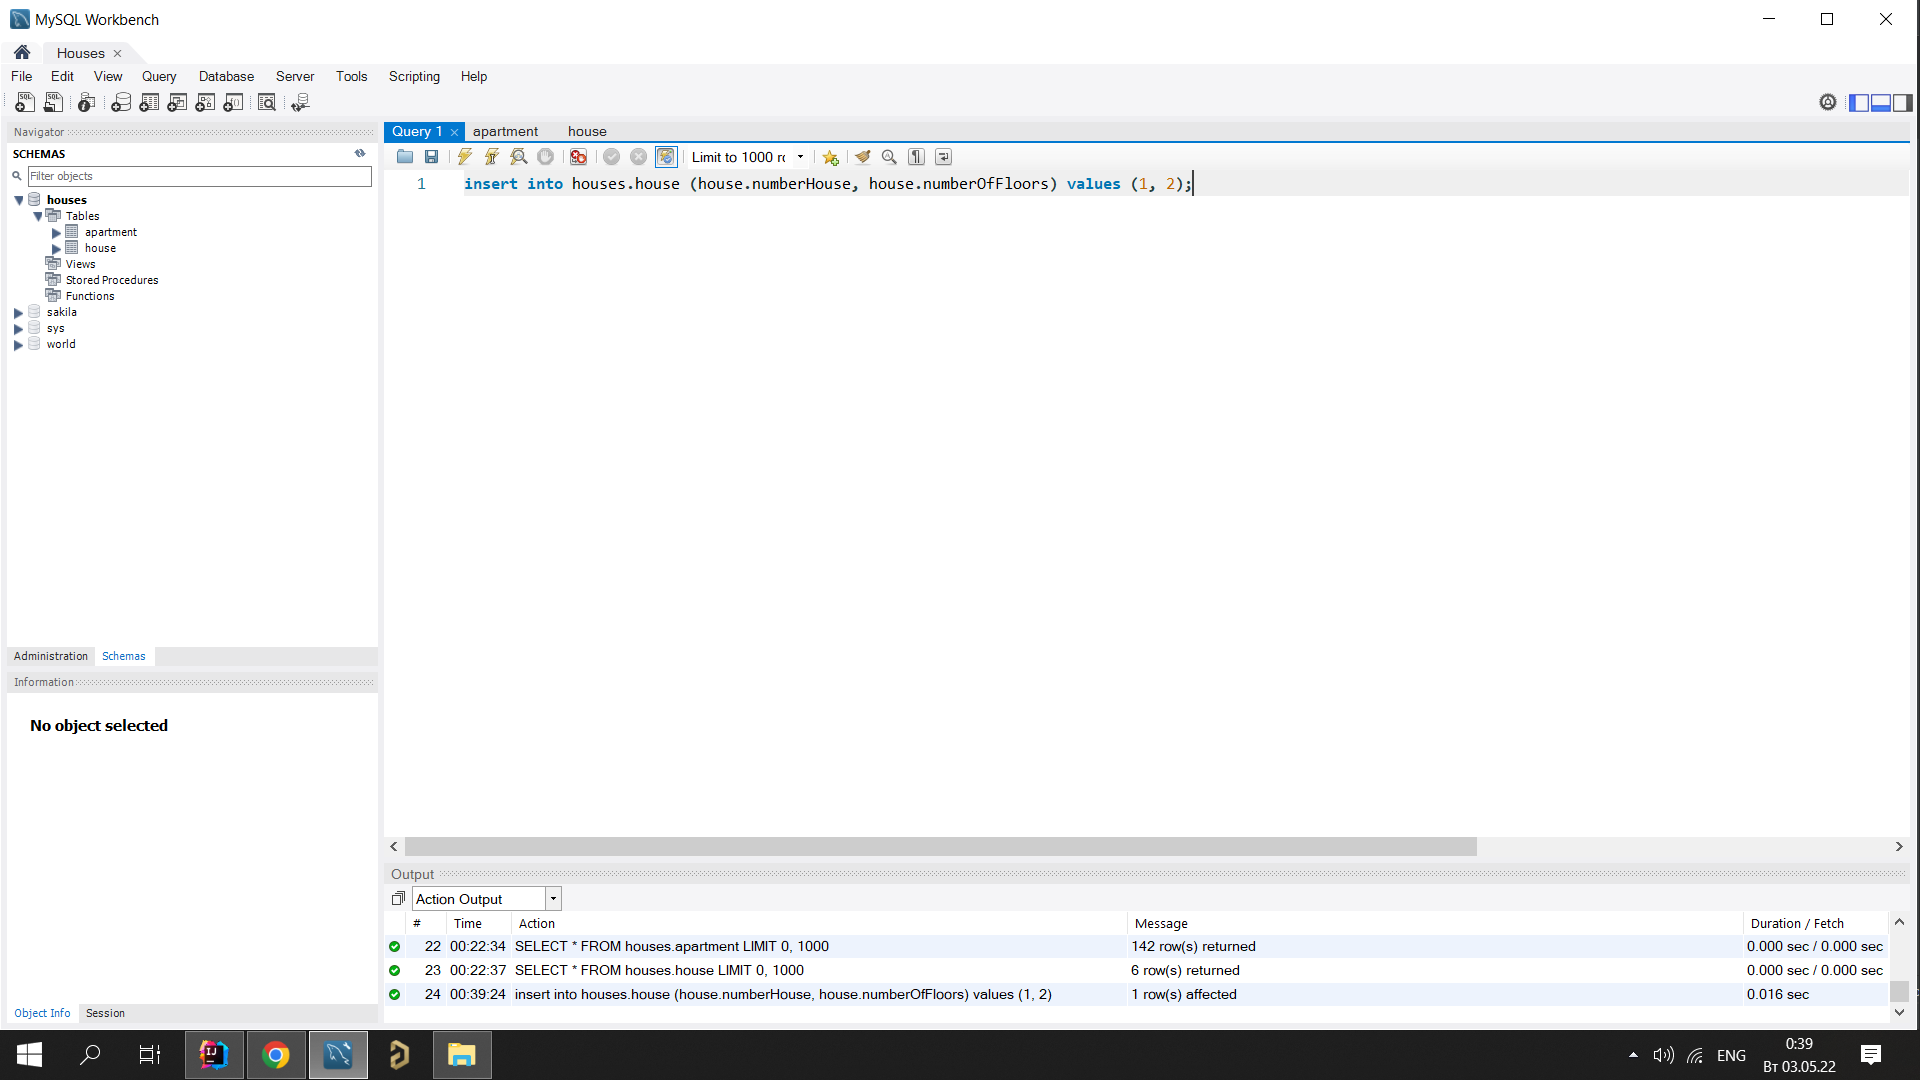 MySQL Workbench
Houses
File Edit View Query Database Server Tools Scripting Help
Navigator
SCHEMAS
Filter objects
houses
Tables
apartment
house
Views
Stored Procedures
Functions
sakila
sys
world
Administration Schemas
Information
No object selected
Object Info Session
Query 1 apartment house
Limit to 1000 rc
1 insert into houses.house (house.numberHouse, house.numberOfFloors) values (1, 2);
Output
Action Output
# Time Action Message Duration / Fetch
22 00:22:34 SELECT * FROM houses.apartment LIMIT 0, 1000 142 row(s) returned 0.000 sec / 0.000 sec
23 00:22:37 SELECT * FROM houses.house LIMIT 0, 1000 6 row(s) returned 0.000 sec / 0.000 sec
24 00:39:24 insert into houses.house (house.numberHouse, house.numberOfFloors) values (1, 2) 1 row(s) affected 0.016 sec
IJ
ENG
0:39
Вт 03.05.22